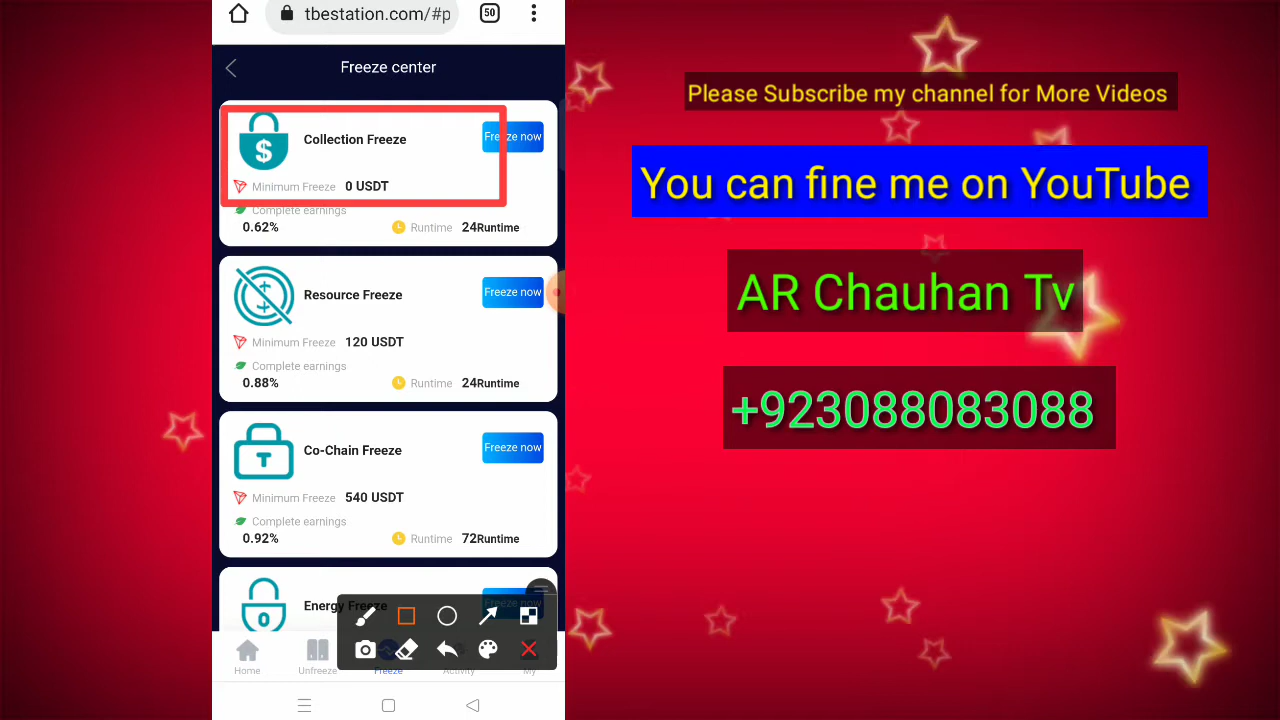 tbestation.com/#p
50
Freeze center
Collection Freeze
Freeze now
Minimum Freeze 0 USDT
Complete earnings
0.62% Runtime 24Runtime
Resource Freeze
Freeze now
Minimum Freeze 120 USDT
Complete earnings
0.88% Runtime 24Runtime
Co-Chain Freeze
Freeze now
Minimum Freeze 540 USDT
Complete earnings
0.92% Runtime 72Runtime
Energy Freeze
Freeze now
Home Unfreeze Freeze Activity My
Please Subscribe my channel for More Videos
You can fine me on YouTube
AR Chauhan Tv
+923088083088